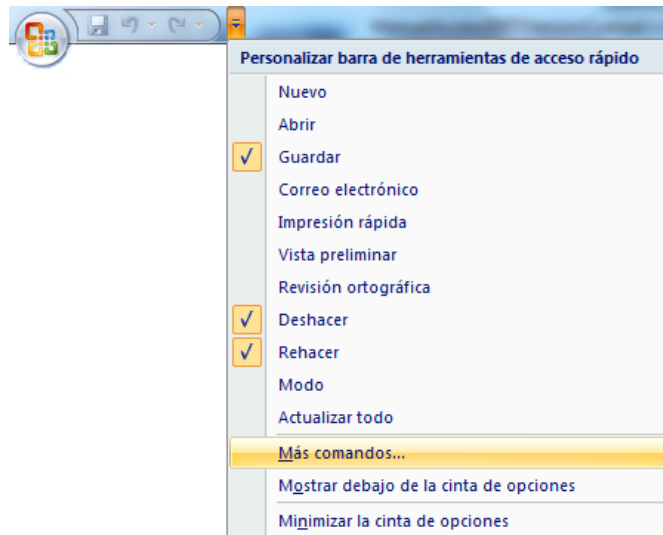 Personalizar barra de herramientas de acceso rápido
Nuevo
Abrir
Guardar
Correo electrónico
Impresión rápida
Vista preliminar
Revisión ortográfica
Deshacer
Rehacer
Modo
Actualizar todo
Más comandos...
Mostrar debajo de la cinta de opciones
Minimizar la cinta de opciones